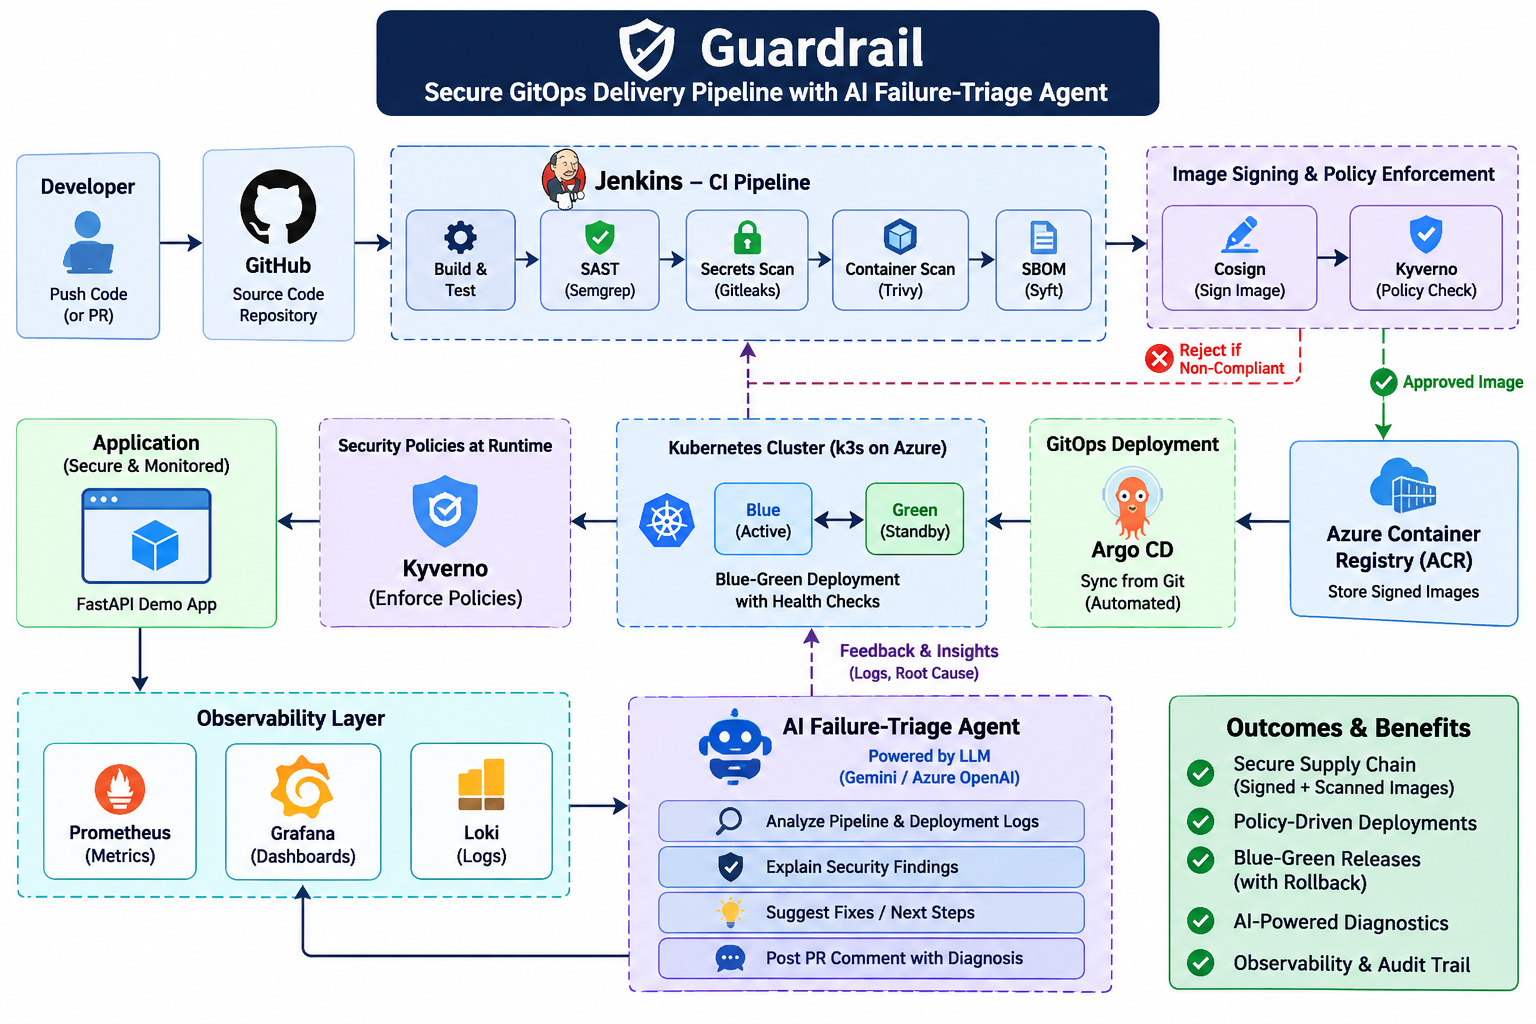 Guardrail
Secure GitOps Delivery Pipeline with AI Failure-Triage Agent
Developer
Push Code
(or PR)
GitHub
Source Code
Repository
Jenkins – CI Pipeline
Build &
Test
SAST
(Semgrep)
Secrets Scan
(Gitleaks)
Container Scan
(Trivy)
SBOM
(Syft)
Image Signing & Policy Enforcement
Cosign
(Sign Image)
Kyverno
(Policy Check)
Reject if
Non-Compliant
Approved Image
Application
(Secure & Monitored)
FastAPI Demo App
Security Policies at Runtime
Kyverno
(Enforce Policies)
Kubernetes Cluster (k3s on Azure)
Blue
(Active)
Green
(Standby)
Blue-Green Deployment
with Health Checks
GitOps Deployment
Argo CD
Sync from Git
(Automated)
Azure Container
Registry (ACR)
Store Signed Images
Feedback & Insights
(Logs, Root Cause)
Observability Layer
Prometheus
(Metrics)
Grafana
(Dashboards)
Loki
(Logs)
AI Failure-Triage Agent
Powered by LLM
(Gemini / Azure OpenAI)
Analyze Pipeline & Deployment Logs
Explain Security Findings
Suggest Fixes / Next Steps
Post PR Comment with Diagnosis
Outcomes & Benefits
Secure Supply Chain
(Signed + Scanned Images)
Policy-Driven Deployments
Blue-Green Releases
(with Rollback)
AI-Powered Diagnostics
Observability & Audit Trail